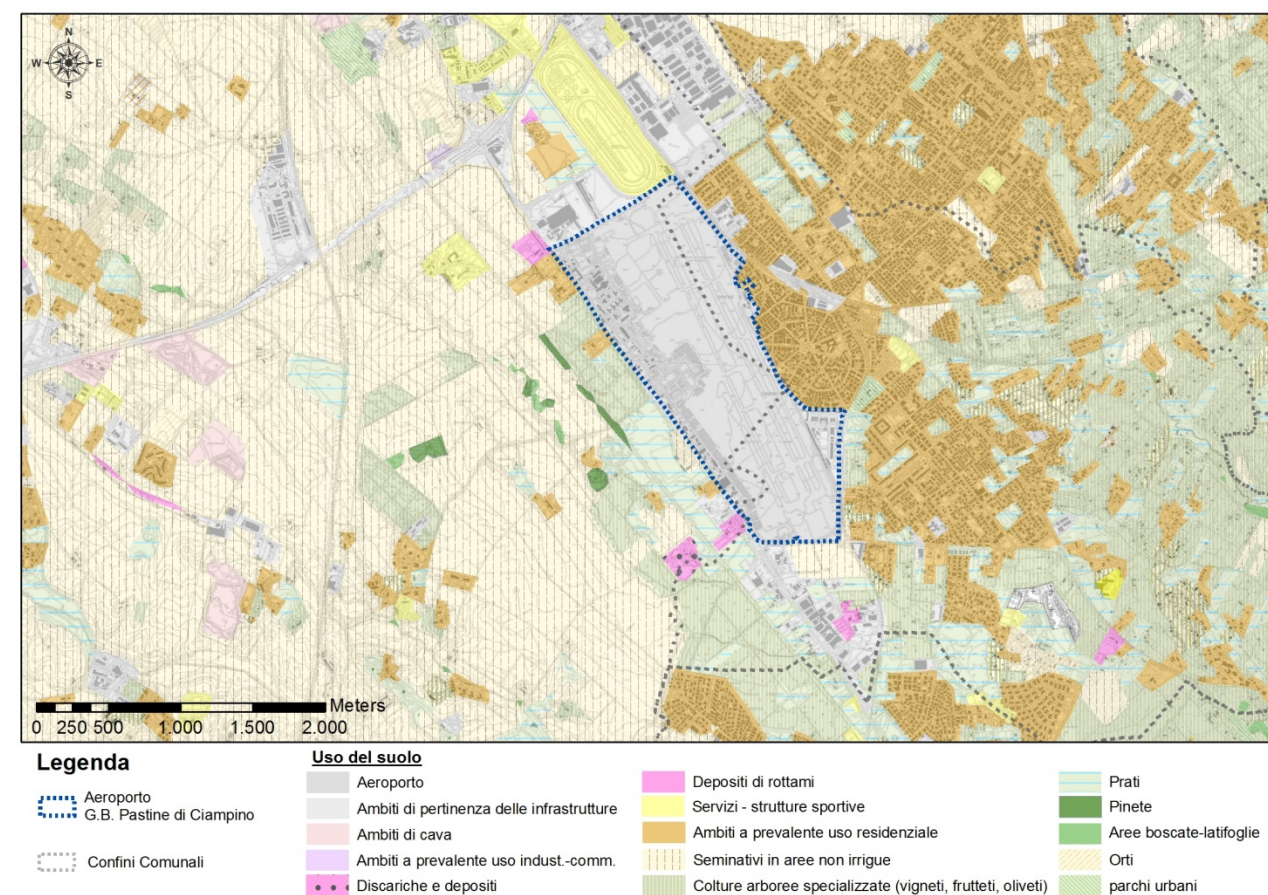 N
W E
S
Meters
0 250 500 1.000 1.500 2.000
Legenda
Aeroporto
G.B. Pastine di Ciampino
Confini Comunali
Uso del suolo
Aeroporto
Ambiti di pertinenza delle infrastrutture
Ambiti di cava
Ambiti a prevalente uso indust.-comm.
Discariche e depositi
Depositi di rottami
Servizi - strutture sportive
Ambiti a prevalente uso residenziale
Seminativi in aree non irrigue
Colture arboree specializzate (vigneti, frutteti, oliveti)
Prati
Pinete
Aree boscate-latifoglie
Orti
parchi urbani